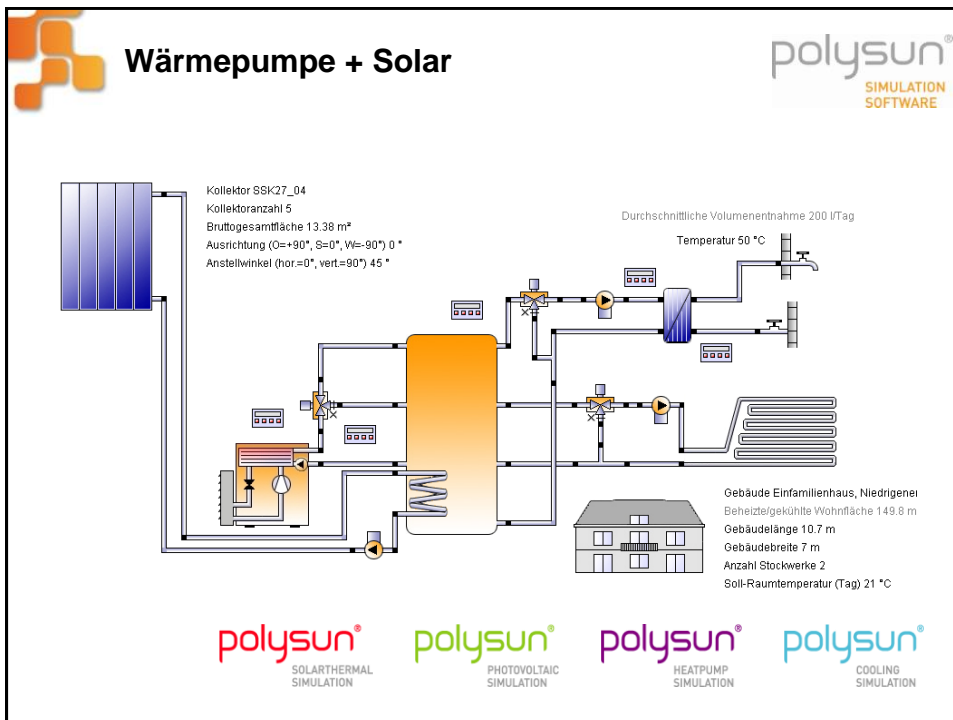 Wärmepumpe + Solar
polysun®
SIMULATION
SOFTWARE
Kollektor SSK27_04
Kollektoranzahl 5
Bruttogesamtfläche 13.38 m²
Ausrichtung (O=+90°, S=0°, W=-90°) 0 °
Anstellwinkel (hor.=0°, vert.=90°) 45 °
Durchschnittliche Volumenentnahme 200 l/Tag
Temperatur 50 °C
Gebäude Einfamilienhaus, Niedrigener
Beheizte/gekühlte Wohnfläche 149.8 m
Gebäudelänge 10.7 m
Gebäudebreite 7 m
Anzahl Stockwerke 2
Soll-Raumtemperatur (Tag) 21 °C
polysun®
SOLARTHERMAL
SIMULATION
polysun®
PHOTOVOLTAIC
SIMULATION
polysun®
HEATPUMP
SIMULATION
polysun®
COOLING
SIMULATION